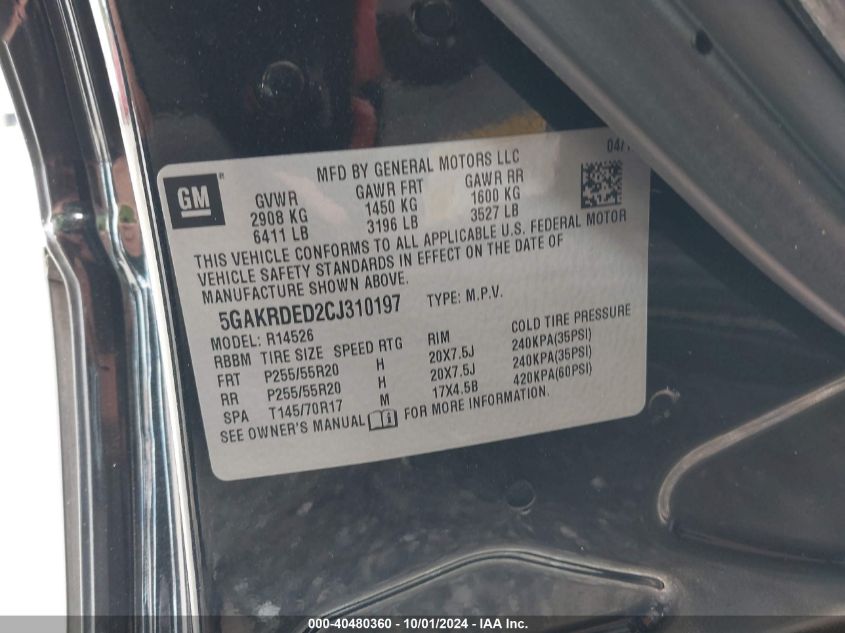 MFD BY GENERAL MOTORS LLC 04/
GM ®
GVWR GAWR FRT GAWR RR
2908 KG 1450 KG 1600 KG
6411 LB 3196 LB 3527 LB
THIS VEHICLE CONFORMS TO ALL APPLICABLE U.S. FEDERAL MOTOR
VEHICLE SAFETY STANDARDS IN EFFECT ON THE DATE OF
MANUFACTURE SHOWN ABOVE.
5GAKRDED2CJ310197 TYPE: M.P.V.
MODEL: R14526
RBBM TIRE SIZE SPEED RTG RIM COLD TIRE PRESSURE
FRT P255/55R20 H 20X7.5J 240KPA(35PSI)
RR P255/55R20 H 20X7.5J 240KPA(35PSI)
SPA T145/70R17 M 17X4.5B 420KPA(60PSI)
SEE OWNER'S MANUAL FOR MORE INFORMATION.
000-40480360 - 10/01/2024 - IAA Inc.